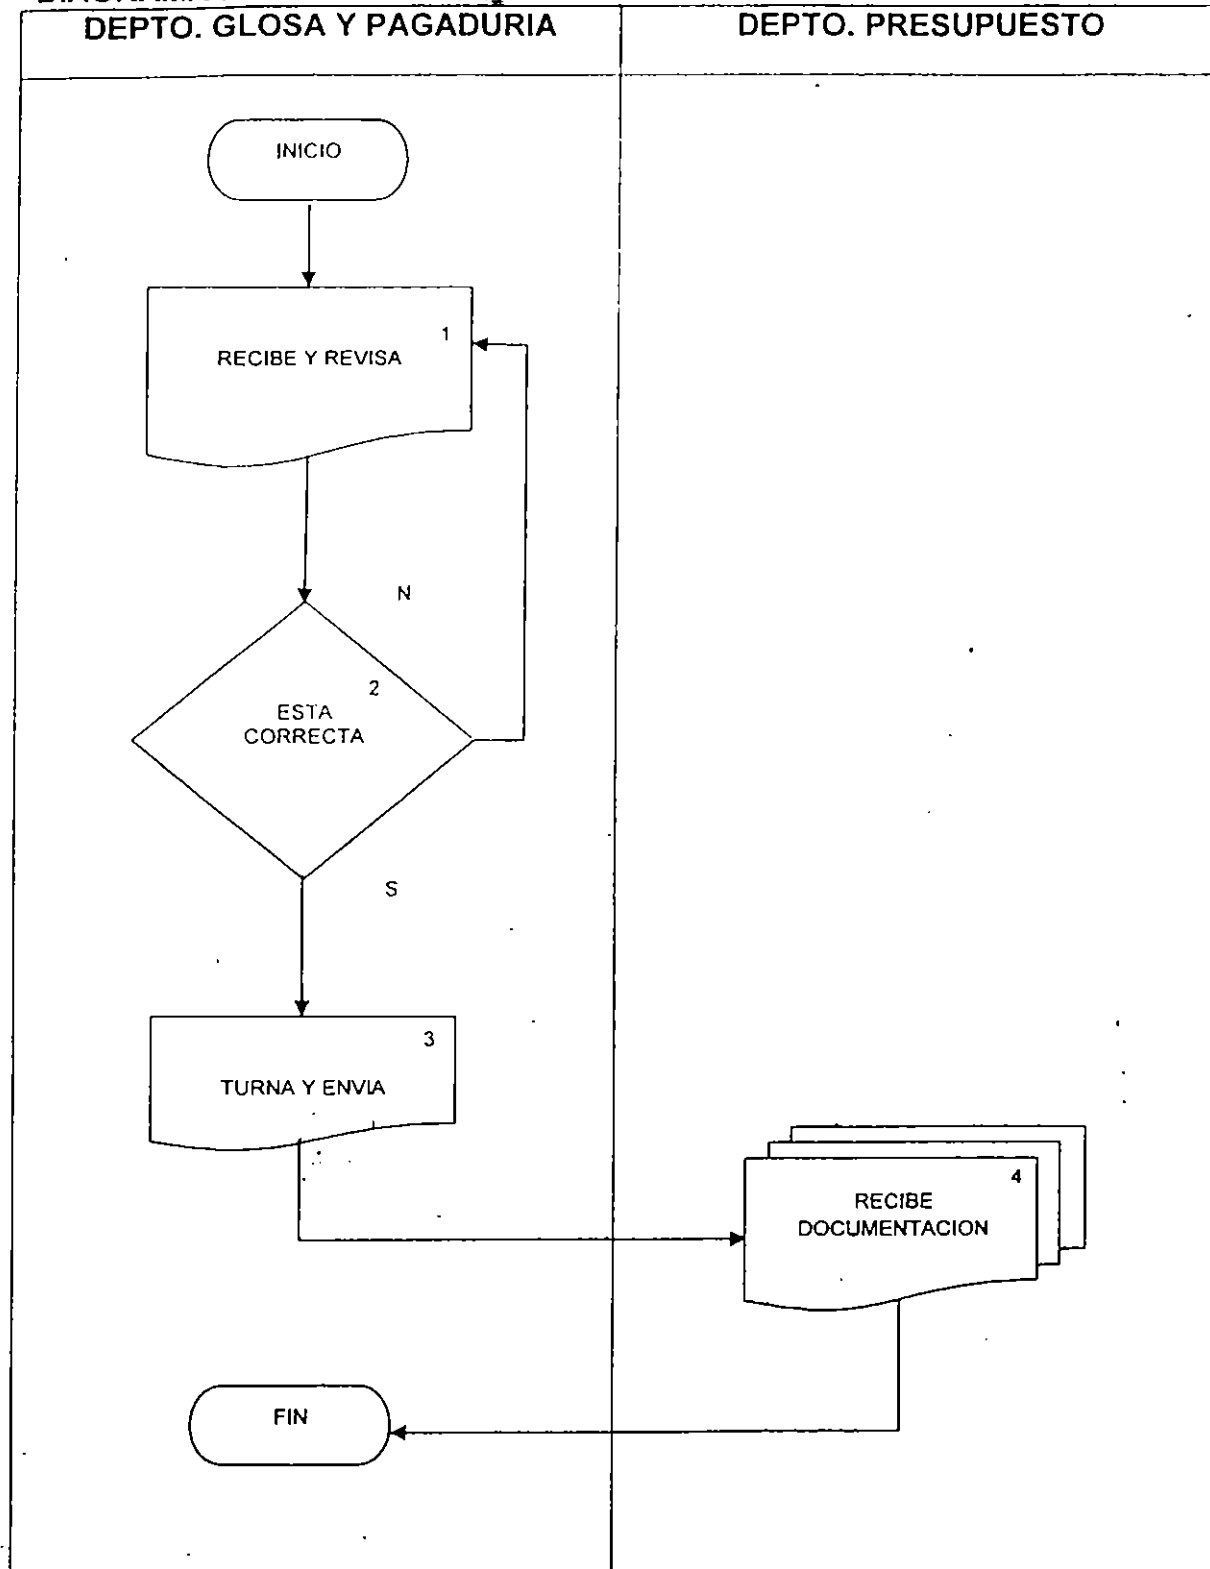 DEPTO. GLOSA Y PAGADURIA
DEPTO. PRESUPUESTO
INICIO
1
RECIBE Y REVISA
N
2
ESTA
CORRECTA
S
3
TURNA Y ENVIA
4
RECIBE
DOCUMENTACION
FIN